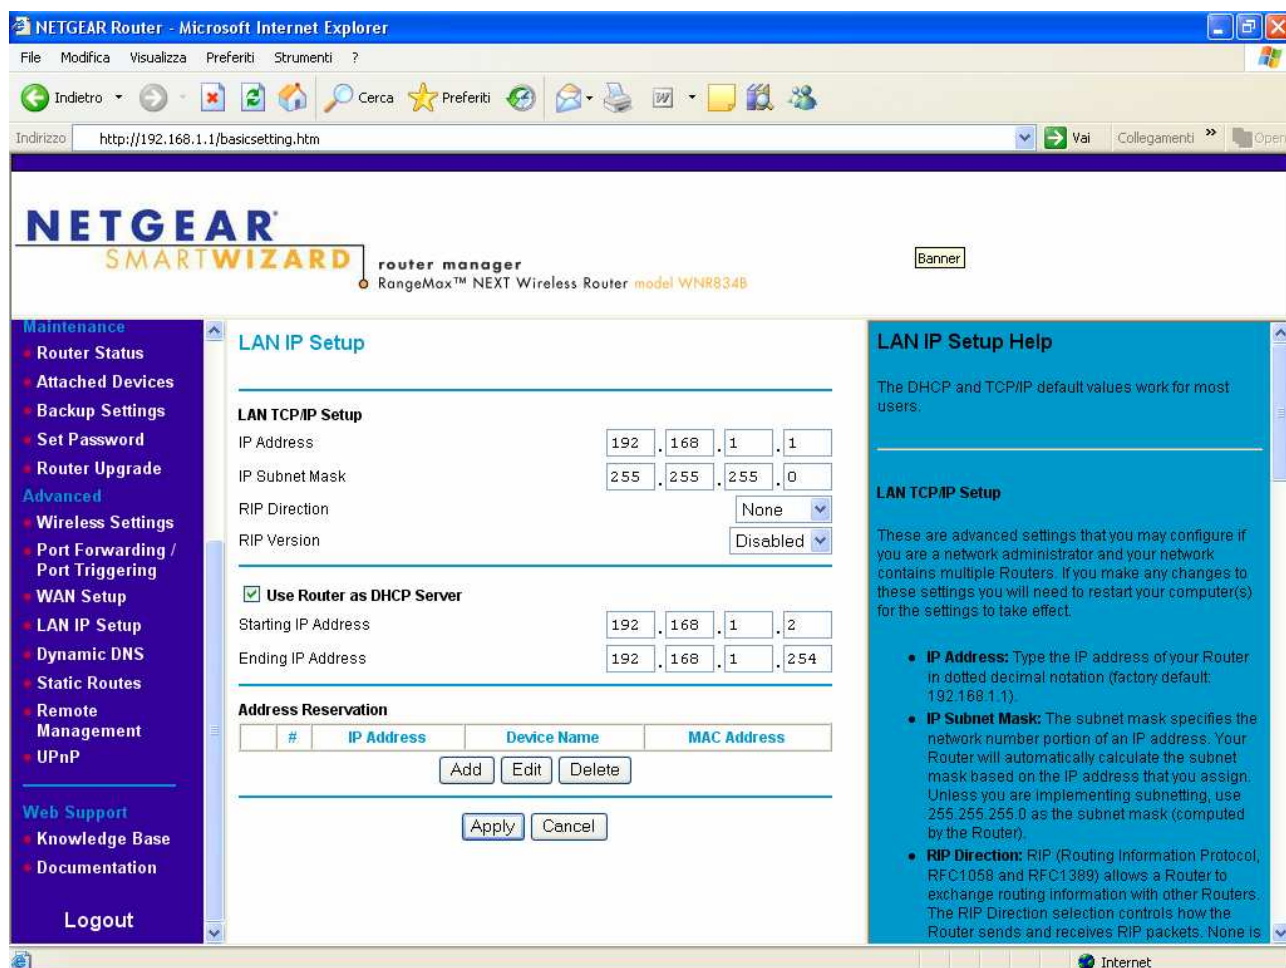 NETGEAR Router - Microsoft Internet Explorer
File Modifica Visualizza Preferiti Strumenti ?
Indietro Cerca Preferiti
Indirizzo http://192.168.1.1/basicsetting.htm Vai Collegamenti » Open
NETGEAR
SMARTWIZARD
router manager
RangeMax™ NEXT Wireless Router model WNR834B
Banner
Maintenance
Router Status
Attached Devices
Backup Settings
Set Password
Router Upgrade
Advanced
Wireless Settings
Port Forwarding /
Port Triggering
WAN Setup
LAN IP Setup
Dynamic DNS
Static Routes
Remote
Management
UPnP
Web Support
Knowledge Base
Documentation
Logout
LAN IP Setup
LAN TCP/IP Setup
IP Address 192 . 168 . 1 . 1
IP Subnet Mask 255 . 255 . 255 . 0
RIP Direction None
RIP Version Disabled
Use Router as DHCP Server
Starting IP Address 192 . 168 . 1 . 2
Ending IP Address 192 . 168 . 1 . 254
Address Reservation
# IP Address Device Name MAC Address
Add Edit Delete
Apply Cancel
LAN IP Setup Help
The DHCP and TCP/IP default values work for most
users.
LAN TCP/IP Setup
These are advanced settings that you may configure if
you are a network administrator and your network
contains multiple Routers. If you make any changes to
these settings you will need to restart your computer(s)
for the settings to take effect.
IP Address: Type the IP address of your Router
in dotted decimal notation (factory default:
192.168.1.1).
IP Subnet Mask: The subnet mask specifies the
network number portion of an IP address. Your
Router will automatically calculate the subnet
mask based on the IP address that you assign.
Unless you are implementing subnetting, use
255.255.255.0 as the subnet mask (computed
by the Router).
RIP Direction: RIP (Routing Information Protocol,
RFC1058 and RFC1389) allows a Router to
exchange routing information with other Routers.
The RIP Direction selection controls how the
Router sends and receives RIP packets. None is
Internet